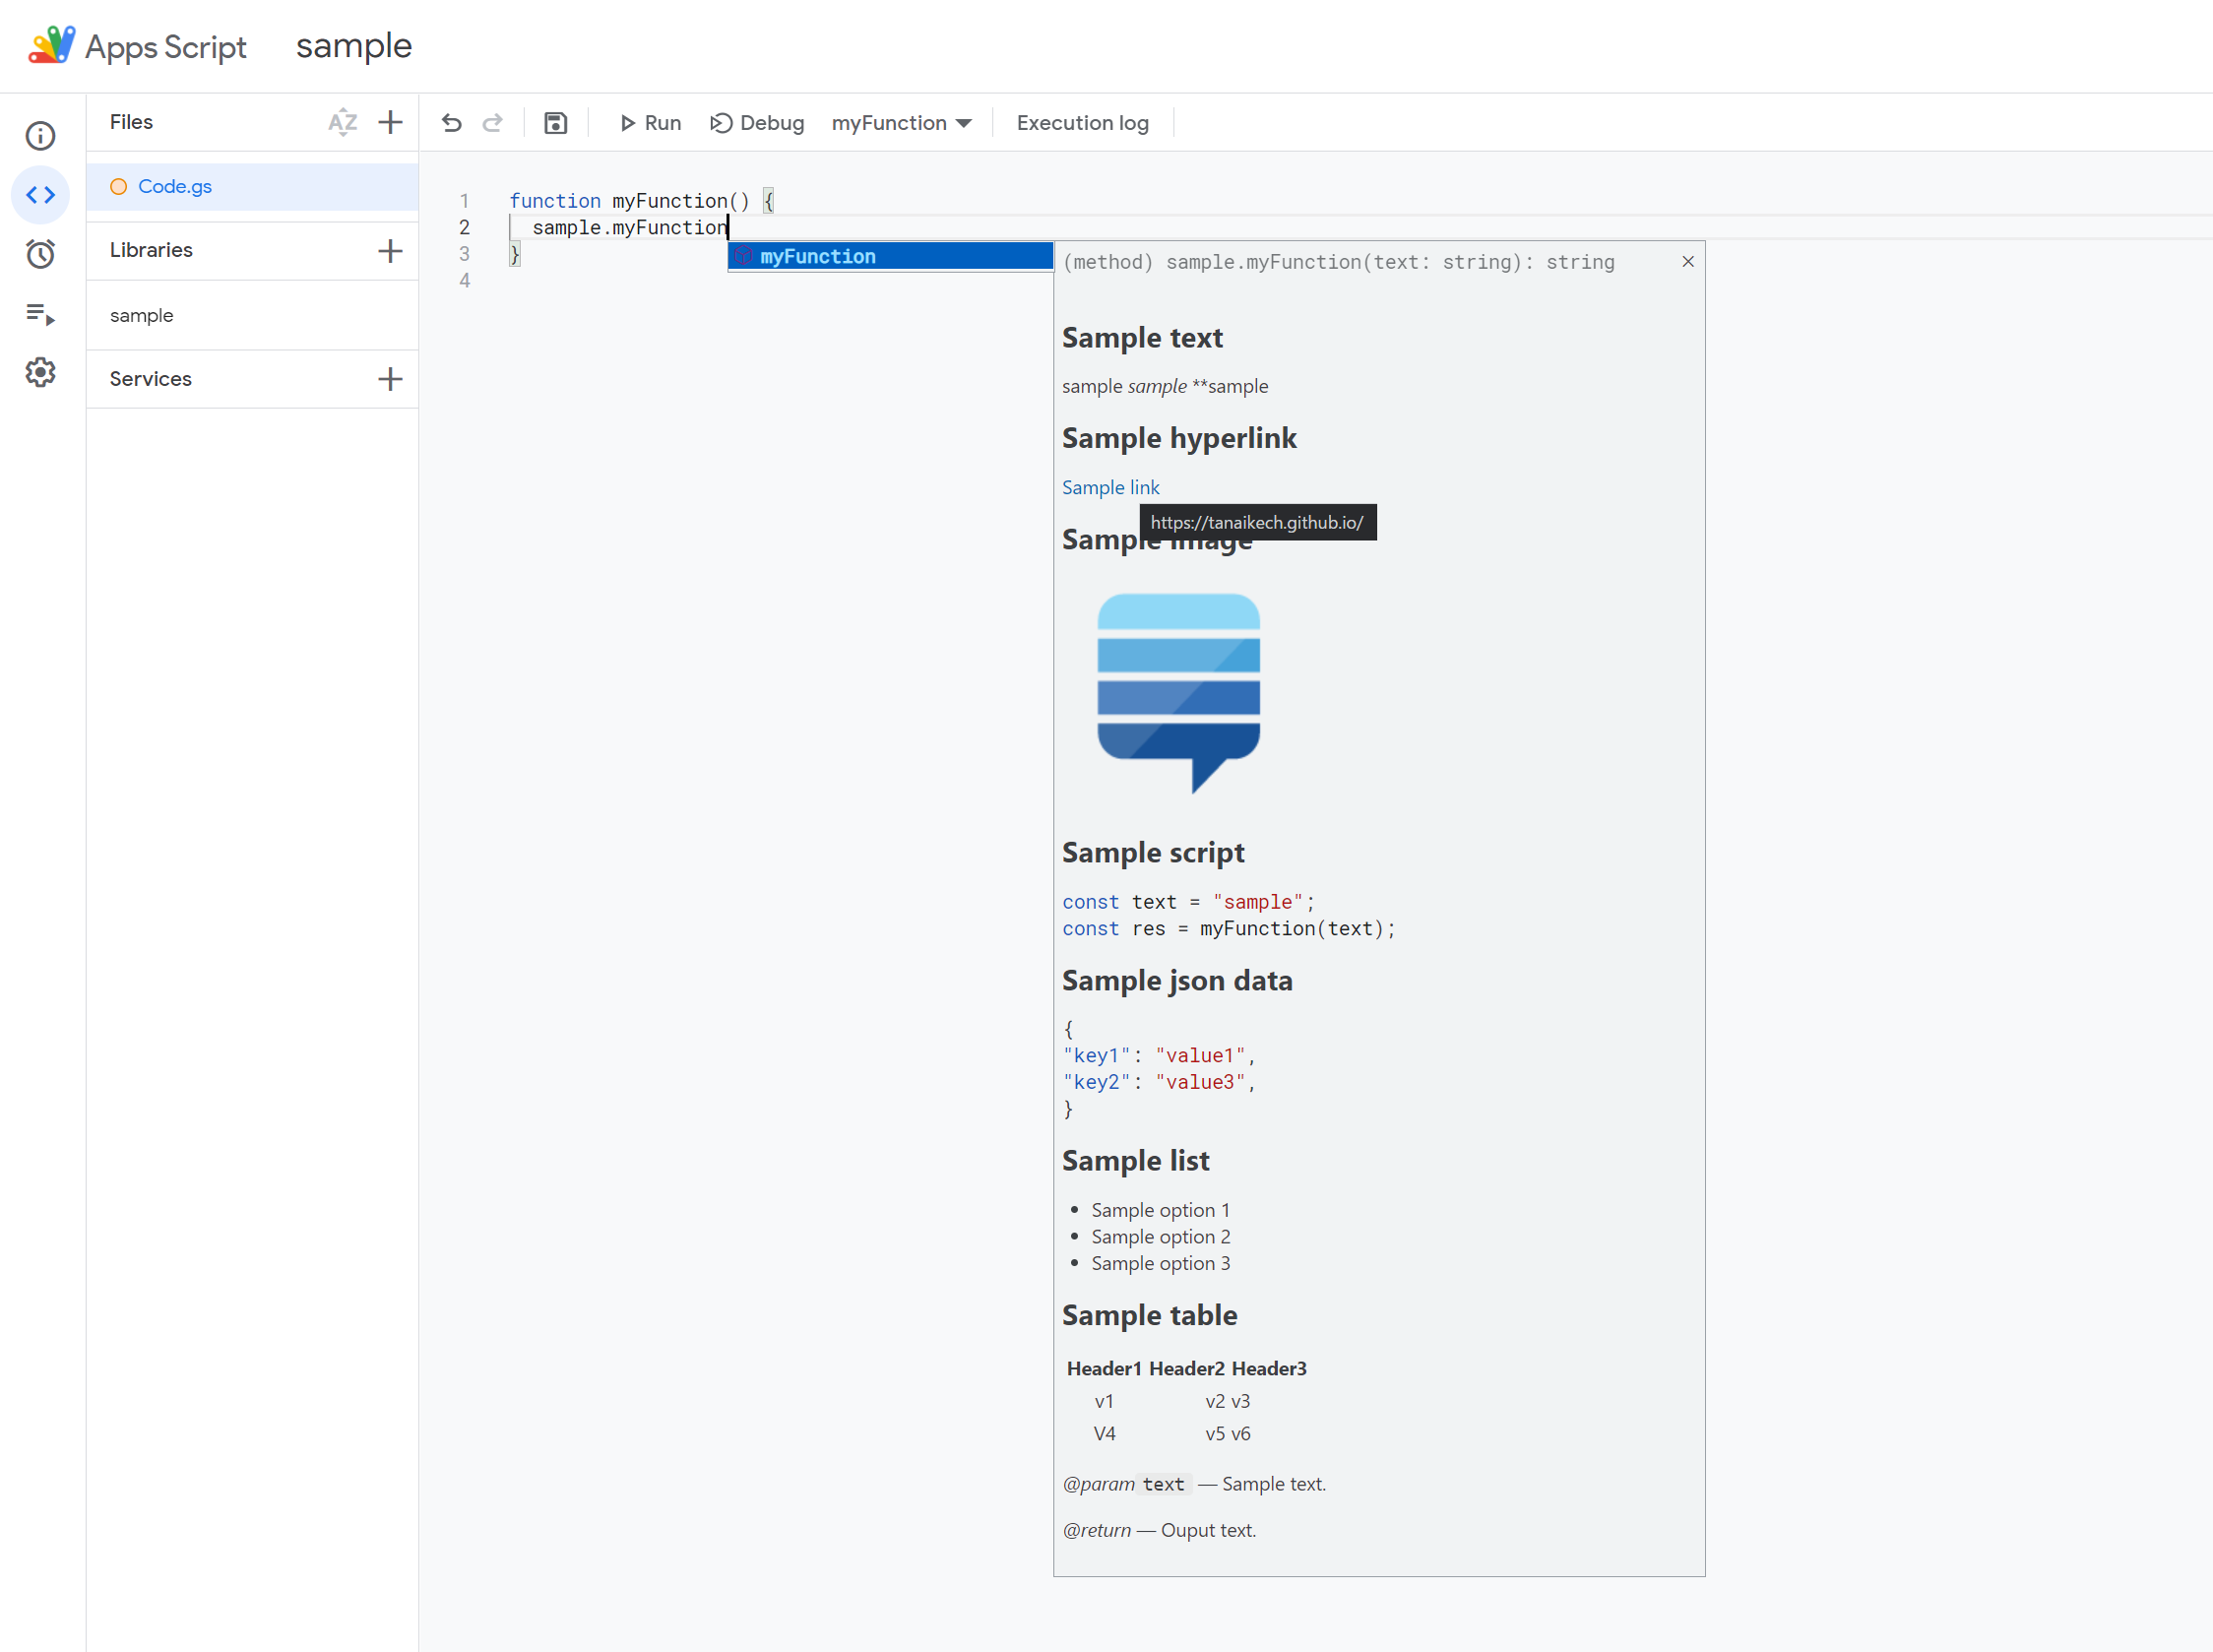 Apps Script sample
Files AZ
Code.gs
Libraries
sample
Services
Run Debug myFunction Execution log
1 function myFunction() {
2 sample.myFunction
3 }
4
myFunction
(method) sample.myFunction(text: string): string
Sample text
sample sample **sample
Sample hyperlink
Sample link
https://tanaikech.github.io/
Sample image
Sample script
const text = "sample";
const res = myFunction(text);
Sample json data
{
"key1": "value1",
"key2": "value3",
}
Sample list
• Sample option 1
• Sample option 2
• Sample option 3
Sample table
Header1 Header2 Header3
v1 v2 v3
V4 v5 v6
@param text — Sample text.
@return — Ouput text.